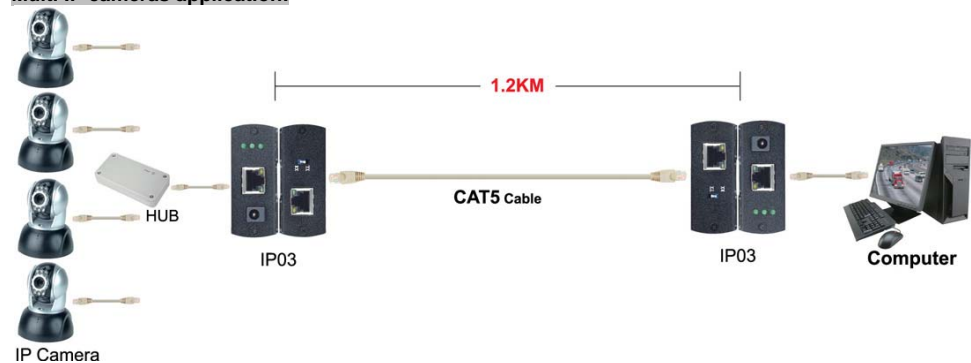 Multi IP cameras application:
1.2KM
CAT5 Cable
HUB
IP03
IP03
Computer
IP Camera